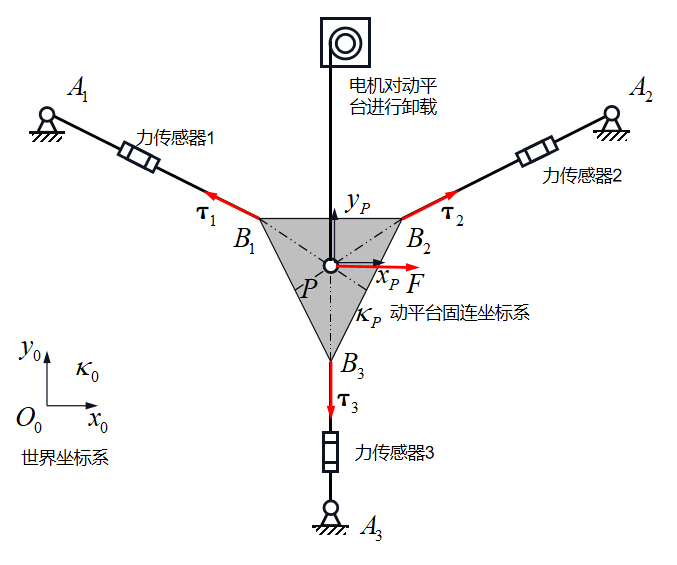 A1
A2
电机对动平
台进行卸载
力传感器1
力传感器2
τ1
τ2
yP
B1
B2
P
xP
F
κP
动平台固连坐标系
y0
κ0
B3
τ3
O0
x0
世界坐标系
力传感器3
A3